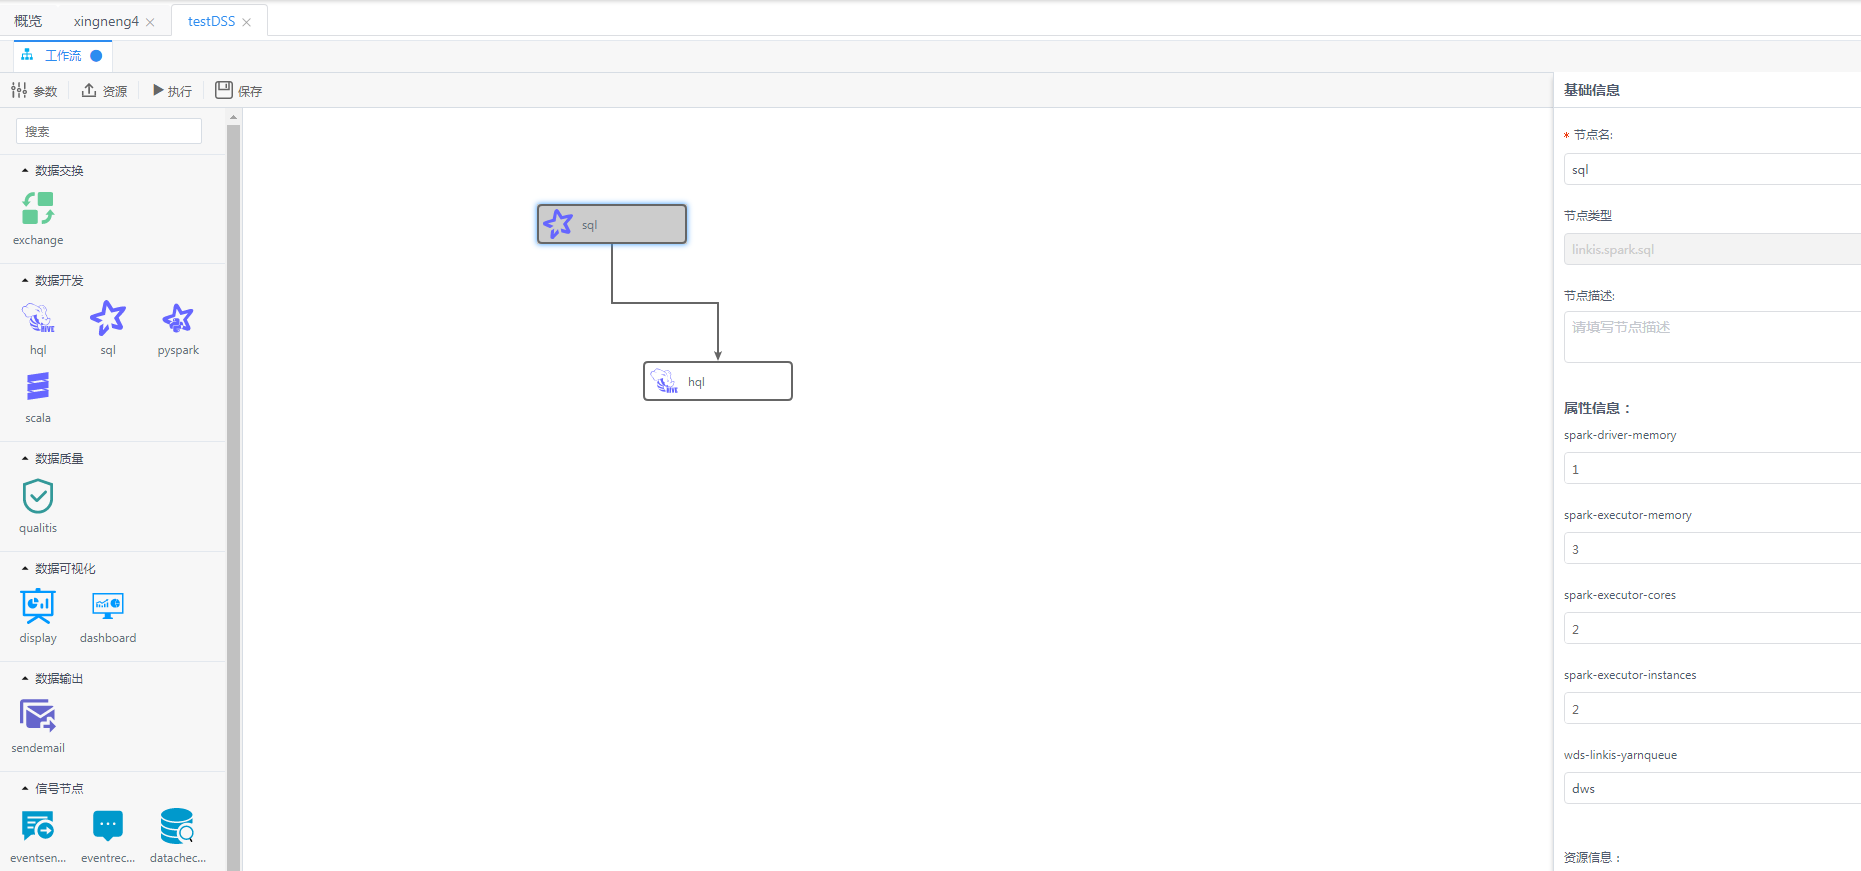 概览 xingneng4 testDSS
工作流
参数 资源 执行 保存
搜索
数据交换
exchange
数据开发
hql sql pyspark
HIVE
scala
数据质量
qualitis
数据可视化
display dashboard
数据输出
sendemail
信号节点
eventsen... eventrec... datachec...
sql
HIVE hql
基础信息
* 节点名:
sql
节点类型
linkis.spark.sql
节点描述:
请填写节点描述
属性信息：
spark-driver-memory
1
spark-executor-memory
3
spark-executor-cores
2
spark-executor-instances
2
wds-linkis-yarnqueue
dws
资源信息：